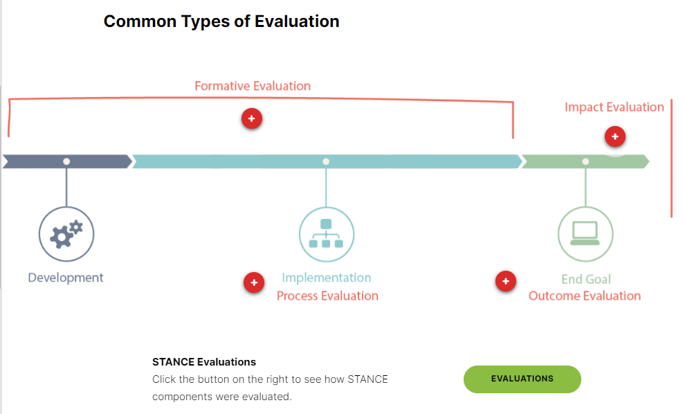 Common Types of Evaluation
Formative Evaluation
Impact Evaluation
Development
Implementation
Process Evaluation
End Goal
Outcome Evaluation
STANCE Evaluations
Click the button on the right to see how STANCE
components were evaluated.
EVALUATIONS